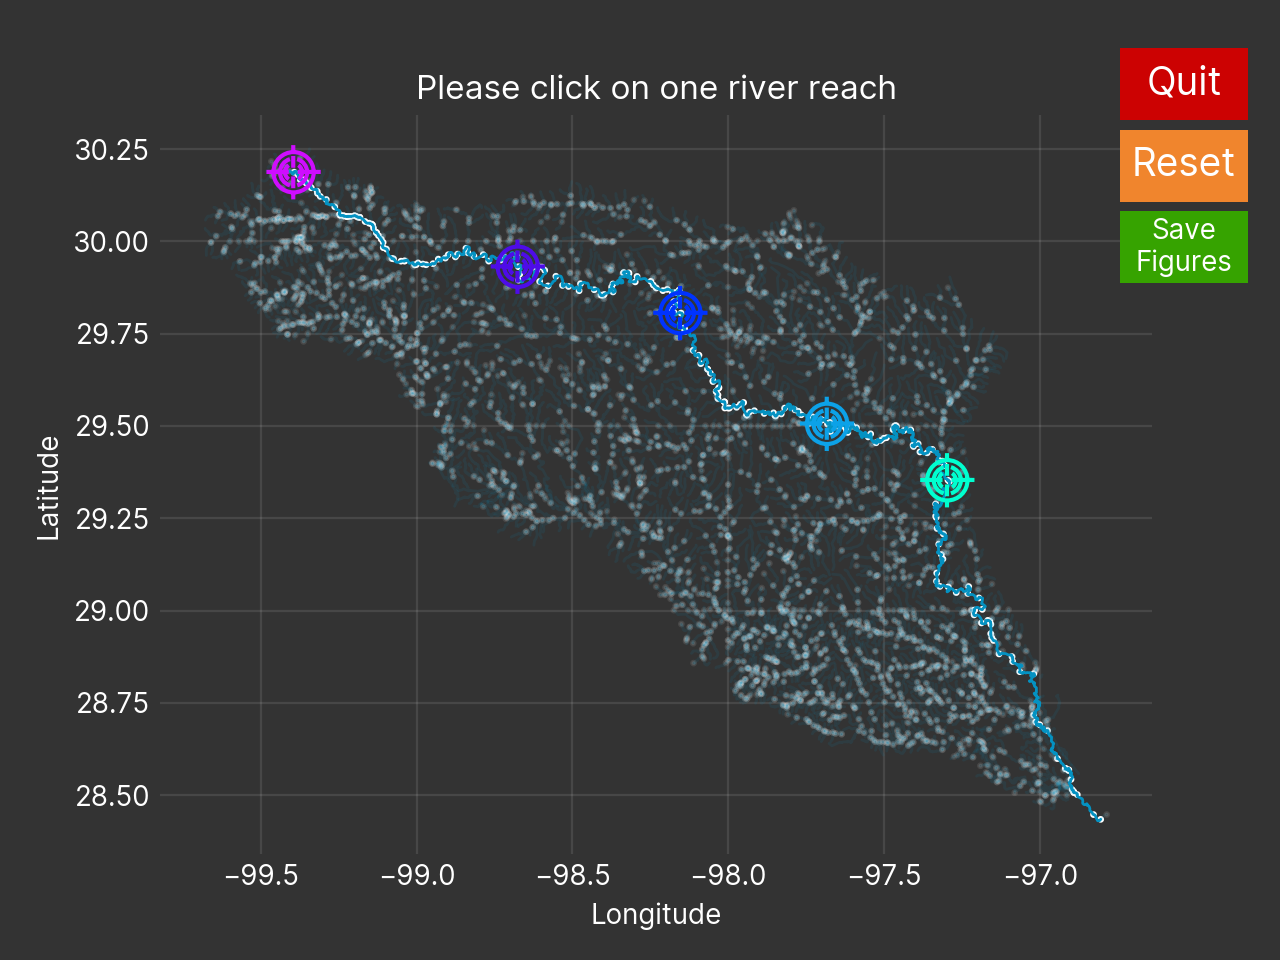 Please click on one river reach
Quit
Reset
Save
Figures
30.25
30.00
29.75
29.50
29.25
29.00
28.75
28.50
Latitude
−99.5
−99.0
−98.5
−98.0
−97.5
−97.0
Longitude